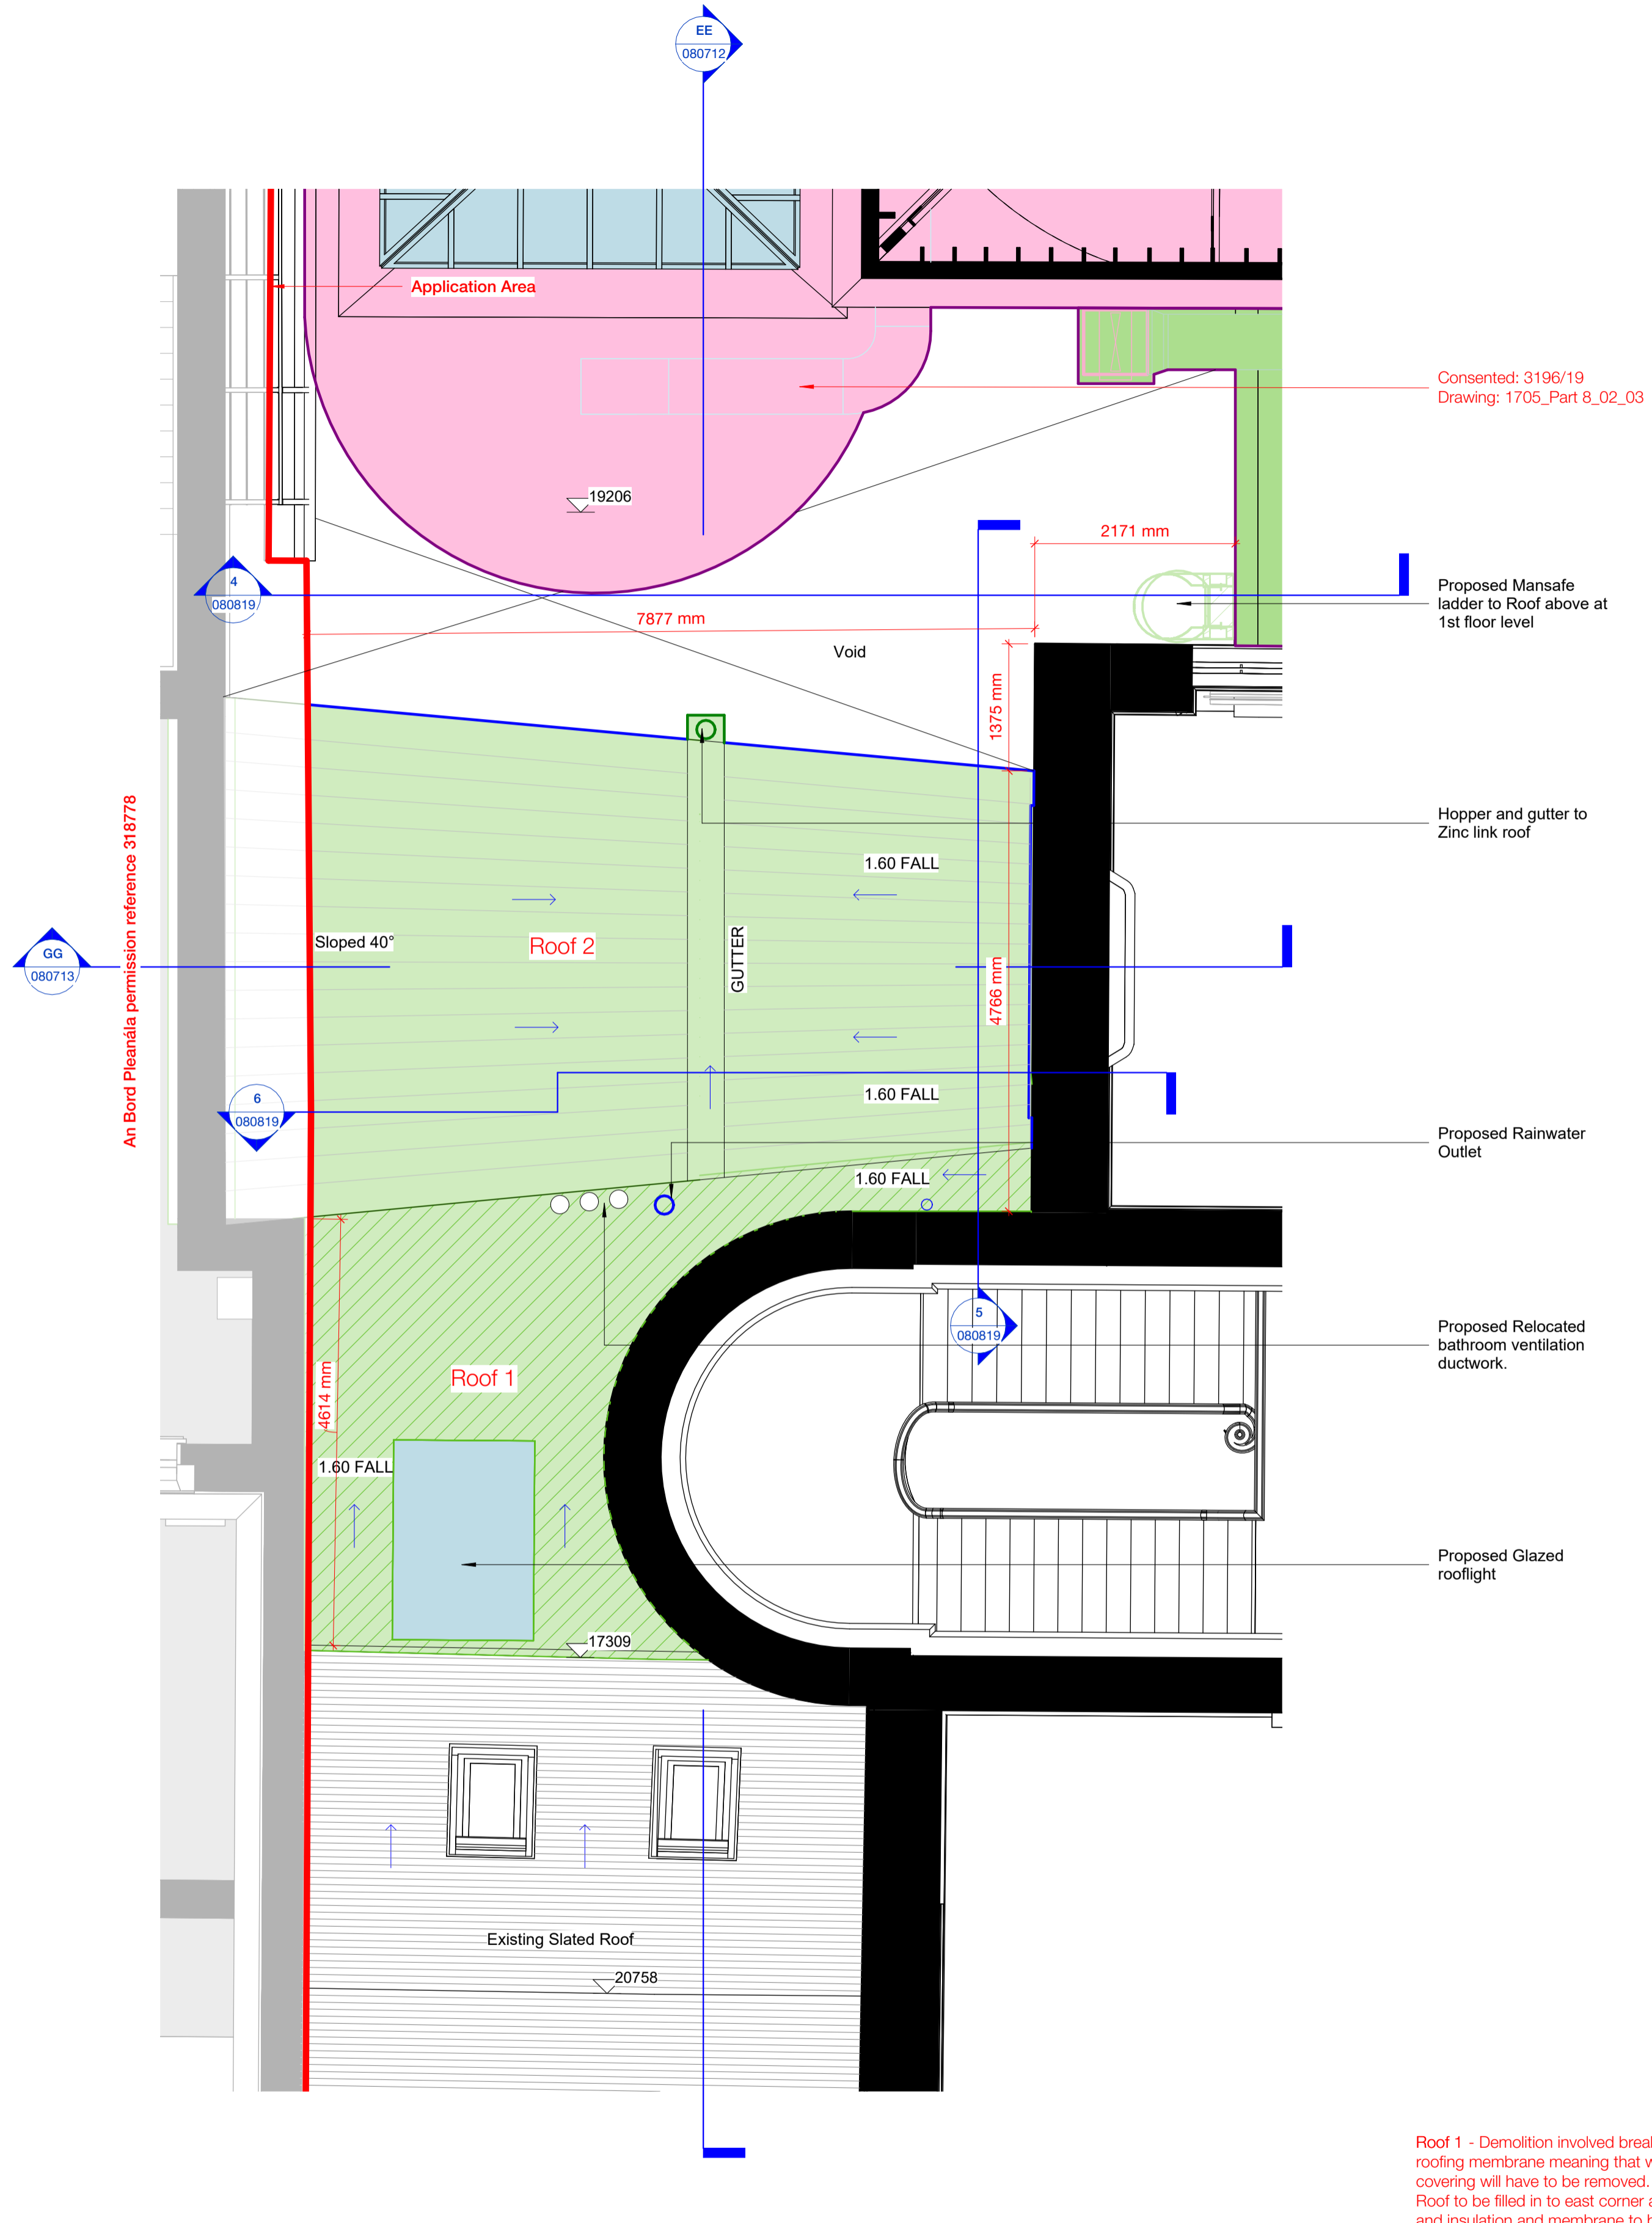 EE
080712
Application Area
Consented: 3196/19
Drawing: 1705_Part 8_02_03
19206
2171 mm
4
080819
Proposed Mansafe
ladder to Roof above at
1st floor level
7877 mm
Void
1375 mm
An Bord Pleanála permission reference 318778
Hopper and gutter to
Zinc link roof
1.60 FALL
Sloped 40°
Roof 2
GUTTER
GG
080713
4766 mm
6
080819
1.60 FALL
Proposed Rainwater
Outlet
1.60 FALL
5
080819
Proposed Relocated
bathroom ventilation
ductwork.
Roof 1
4614 mm
1.60 FALL
Proposed Glazed
rooflight
17309
Existing Slated Roof
20758
Roof 1 - Demolition involved
roofing membrane meaning that
covering will have to be removed.
Roof to be filled in to east corner
and insulation and membrane to